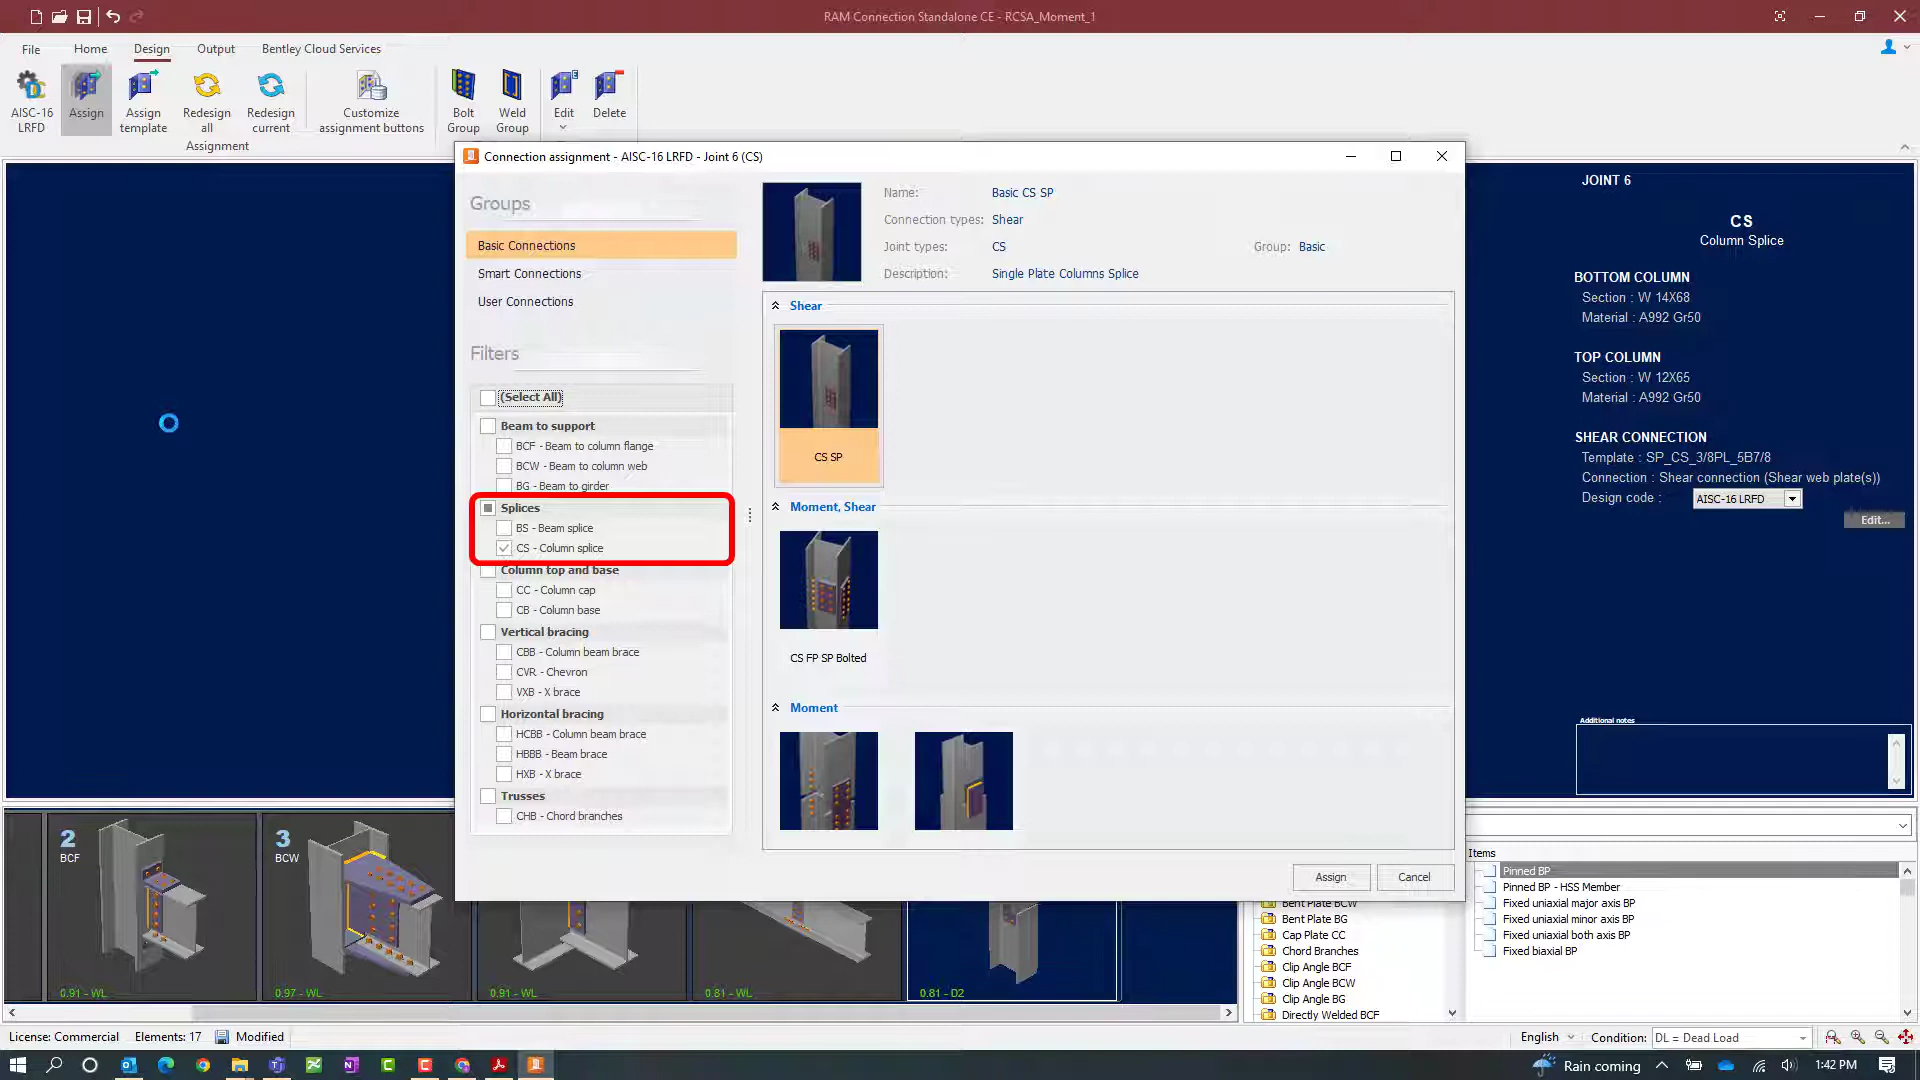 RAM Connection Standalone CE - RCSA_Moment_1
File Home Design Output Bentley Cloud Services
AISC-16 LRFD
Assign
Assign template
Redesign all
Redesign current
Customize assignment buttons
Bolt Group
Weld Group
Edit
Delete
Assignment
Connection assignment - AISC-16 LRFD - Joint 6 (CS)
Groups
Basic Connections
Smart Connections
User Connections
Filters
(Select All)
Beam to support
BCF - Beam to column flange
BCW - Beam to column web
BG - Beam to girder
Splices
BS - Beam splice
CS - Column splice
Column top and base
CC - Column cap
CB - Column base
Vertical bracing
CBB - Column beam brace
CVR - Chevron
VXB - X brace
Horizontal bracing
HCBB - Column beam brace
HBBB - Beam brace
HXB - X brace
Trusses
CHB - Chord branches
Name: Basic CS SP
Connection types: Shear
Joint types: CS Group: Basic
Description: Single Plate Columns Splice
Shear
CS SP
Moment, Shear
CS FP SP Bolted
Moment
Assign Cancel
JOINT 6
CS
Column Splice
BOTTOM COLUMN
Section : W 14X68
Material : A992 Gr50
TOP COLUMN
Section : W 12X65
Material : A992 Gr50
SHEAR CONNECTION
Template : SP_CS_3/8PL_5B7/8
Connection : Shear connection (Shear web plate(s))
Design code : AISC-16 LRFD
Edit...
Additional notes
2
BCF
0.91 - WL
3
BCW
0.97 - WL
0.91 - WL
0.81 - WL
0.81 - D2
Bent Plate BCW
Bent Plate BG
Cap Plate CC
Chord Branches
Clip Angle BCF
Clip Angle BCW
Clip Angle BG
Directly Welded BCF
Items
Pinned BP
Pinned BP - HSS Member
Fixed uniaxial major axis BP
Fixed uniaxial minor axis BP
Fixed uniaxial both axis BP
Fixed biaxial BP
License: Commercial Elements: 17 Modified
English Condition: DL = Dead Load
Rain coming 1:42 PM